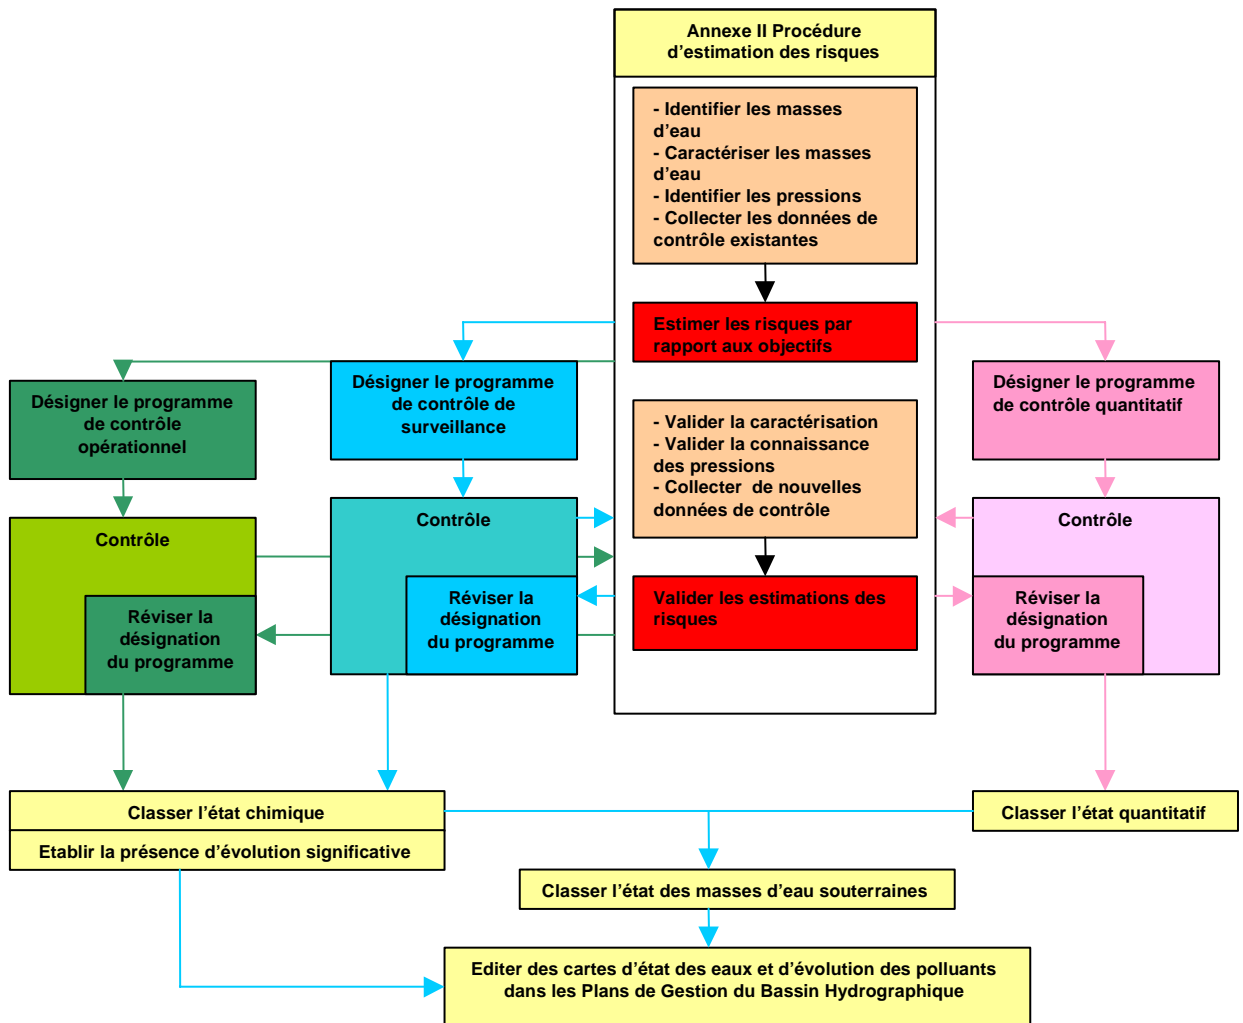 Annexe II Procédure
d'estimation des risques
- Identifier les masses
d'eau
- Caractériser les masses
d'eau
- Identifier les pressions
- Collecter les données de
contrôle existantes
Estimer les risques par
rapport aux objectifs
Désigner le programme
de contrôle
opérationnel
Désigner le programme
de contrôle de
surveillance
- Valider la caractérisation
- Valider la connaissance
des pressions
- Collecter de nouvelles
données de contrôle
Désigner le programme
de contrôle quantitatif
Contrôle
Réviser la
désignation
du programme
Contrôle
Réviser la
désignation
du programme
Valider les estimations des
risques
Contrôle
Réviser la
désignation
du programme
Classer l'état chimique
Etablir la présence d'évolution significative
Classer l'état quantitatif
Classer l'état des masses d'eau souterraines
Editer des cartes d'état des eaux et d'évolution des polluants
dans les Plans de Gestion du Bassin Hydrographique